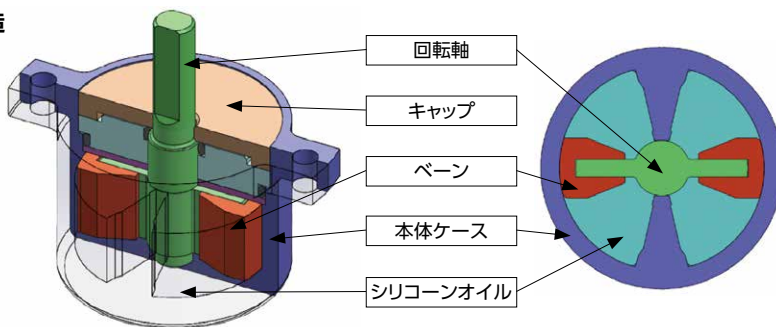 回転軸
キャップ
ベーン
本体ケース
シリコーンオイル